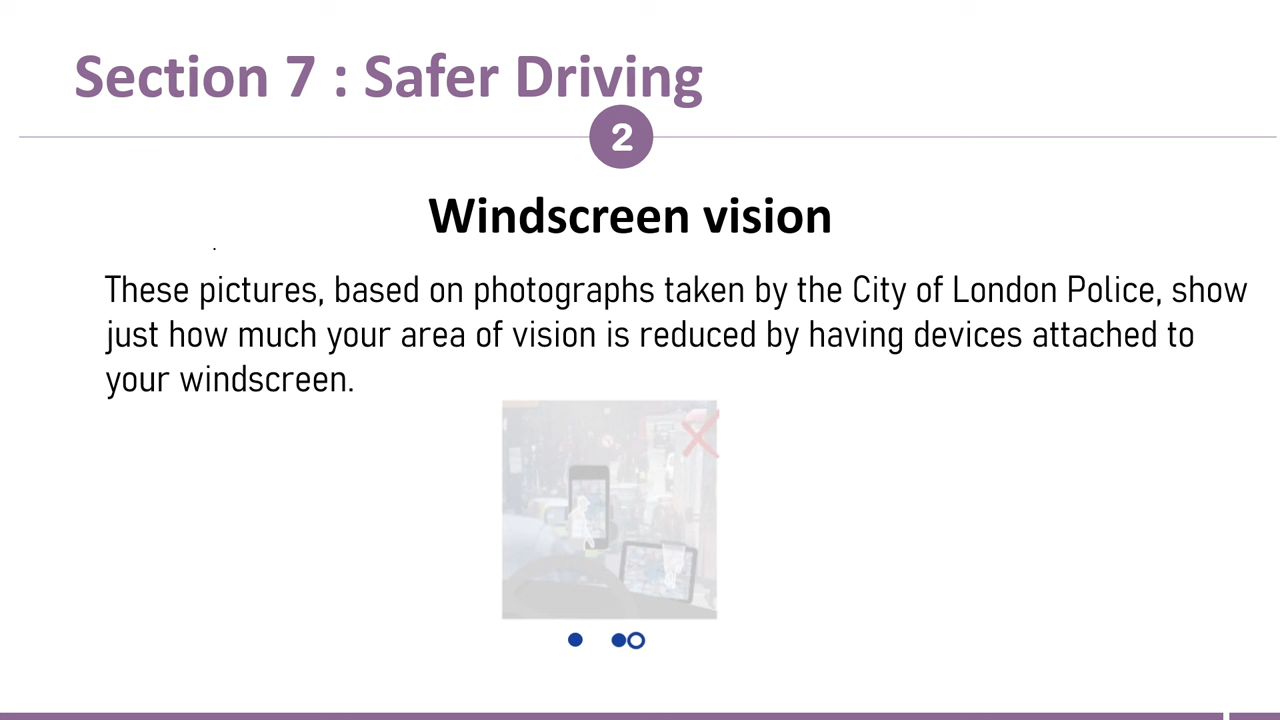 Section 7 : Safer Driving
2
Windscreen vision
These pictures, based on photographs taken by the City of London Police, show
just how much your area of vision is reduced by having devices attached to
your windscreen.